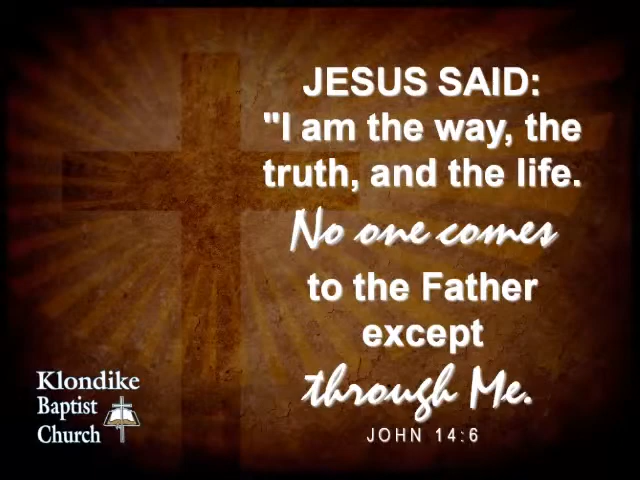 JESUS SAID:
"I am the way, the
truth, and the life.
No one comes
to the Father
except
through Me.
JOHN 14:6
Klondike
Baptist
Church